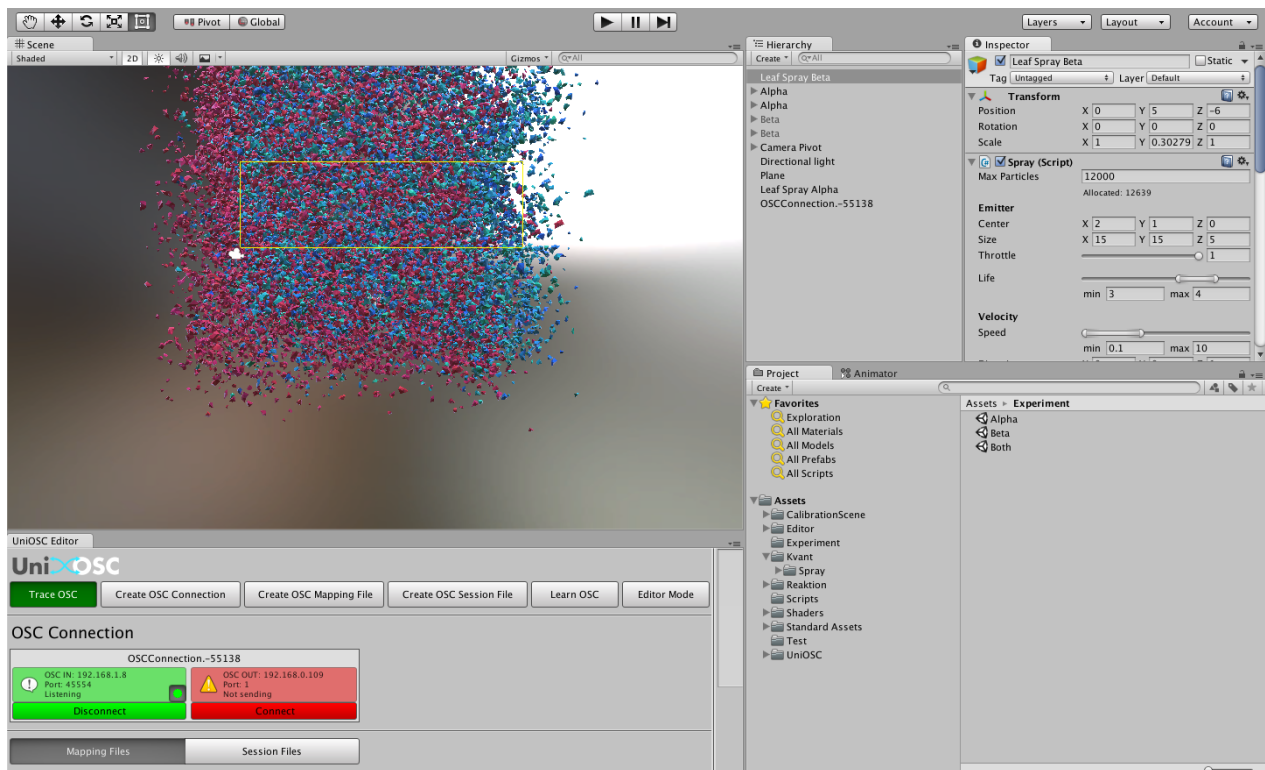 Pivot Global Layers Layout Account
Scene
Shaded 2D Gizmos All
Hierarchy
Create All
Leaf Spray Beta
Alpha
Alpha
Beta
Beta
Camera Pivot
Directional light
Plane
Leaf Spray Alpha
OSCConnection.-55138
Inspector
Leaf Spray Beta Static
Tag Untagged Layer Default
Transform
Position X 0 Y 5 Z -6
Rotation X 0 Y 0 Z 0
Scale X 1 Y 0.30279 Z 1
Spray (Script)
Max Particles 12000
Allocated: 12639
Emitter
Center X 2 Y 1 Z 0
Size X 15 Y 15 Z 5
Throttle 1
Life
min 3 max 4
Velocity
Speed
min 0.1 max 10
Project Animator
Create
Favorites
Exploration
All Materials
All Models
All Prefabs
All Scripts
Assets
CalibrationScene
Editor
Experiment
Kvant
Spray
Reaktion
Scripts
Shaders
Standard Assets
Test
UniOSC
Assets Experiment
Alpha
Beta
Both
UniOSC Editor
Uni OSC
Trace OSC Create OSC Connection Create OSC Mapping File Create OSC Session File Learn OSC Editor Mode
OSC Connection
OSCConnection.-55138
OSC IN: 192.168.1.8
Port: 45554
Listening
Disconnect
OSC OUT: 192.168.0.109
Port: 1
Not sending
Connect
Mapping Files Session Files